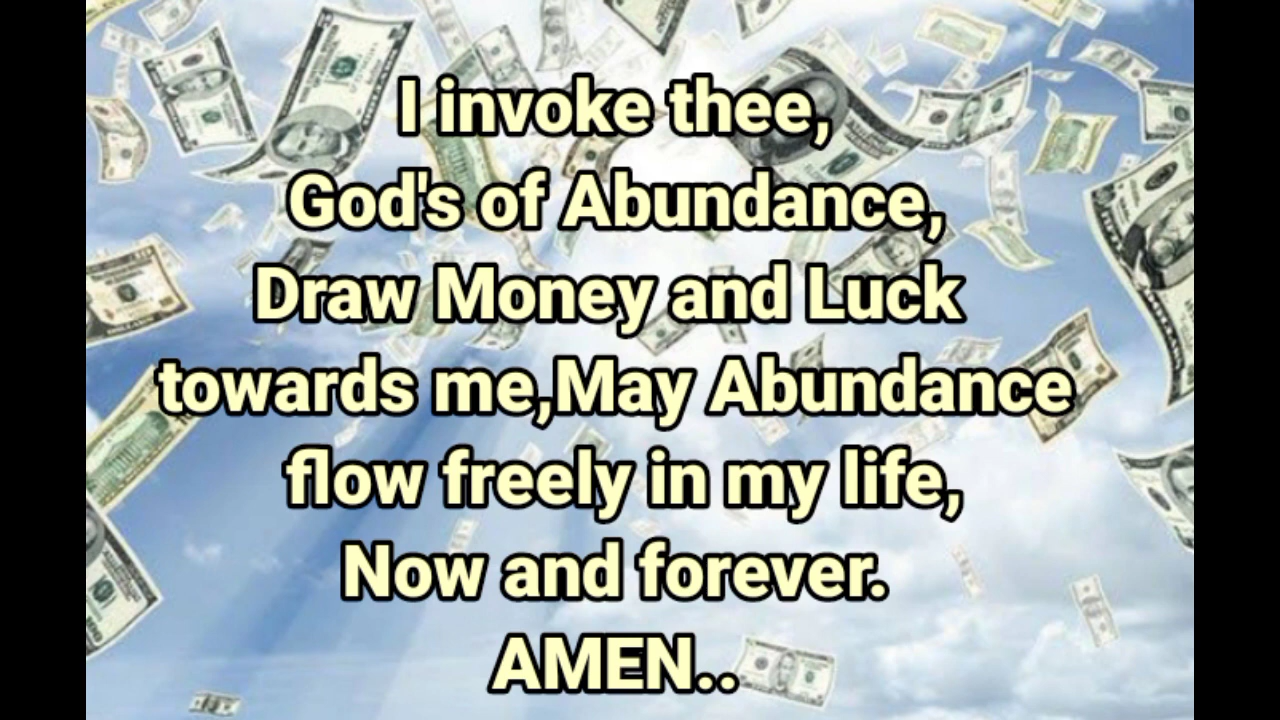 I invoke thee,
God's of Abundance,
Draw Money and Luck
towards me,May Abundance
flow freely in my life,
Now and forever.
AMEN..